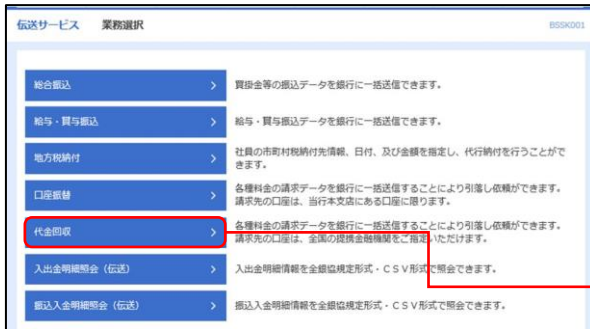 伝送サービス 業務選択 BSSK001
総合振込 買掛金等の振込データを銀行に一括送信できます。
給与・賞与振込 給与・賞与振込データを銀行に一括送信できます。
地方税納付 社員の市町村税納付先情報、日付、及び金額を指定し、代行納付を行うことがで
きます。
口座振替 各種料金の請求データを銀行に一括送信することにより引落し依頼ができます。
請求先の口座は、当行本支店にある口座に限ります。
代金回収 各種料金の請求データを銀行に一括送信することにより引落し依頼ができます。
請求先の口座は、全国の提携金融機関をご指定いただけます。
入出金明細照会（伝送） 入出金明細情報を全銀協規定形式・ＣＳＶ形式で照会できます。
振込入金明細照会（伝送） 振込入金明細情報を全銀協規定形式・ＣＳＶ形式で照会できます。